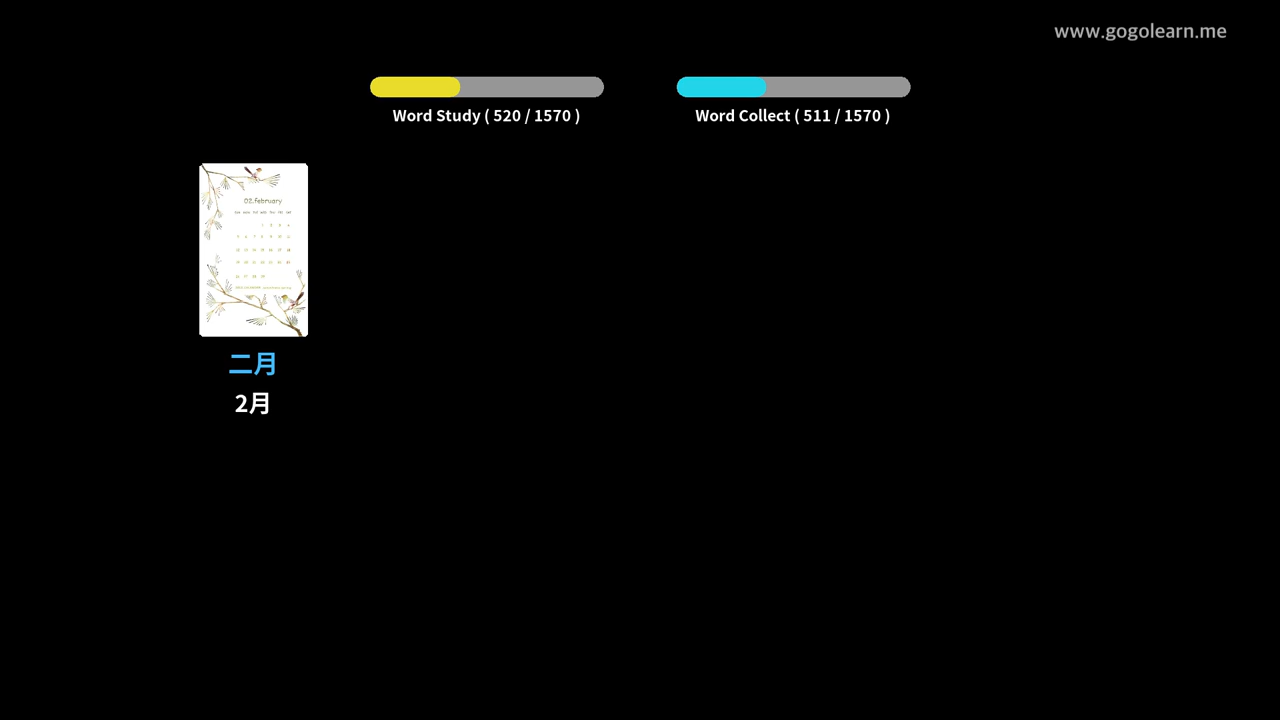 www.gogolearn.me
Word Study ( 520 / 1570 )
Word Collect ( 511 / 1570 )
02.february
二月
2月